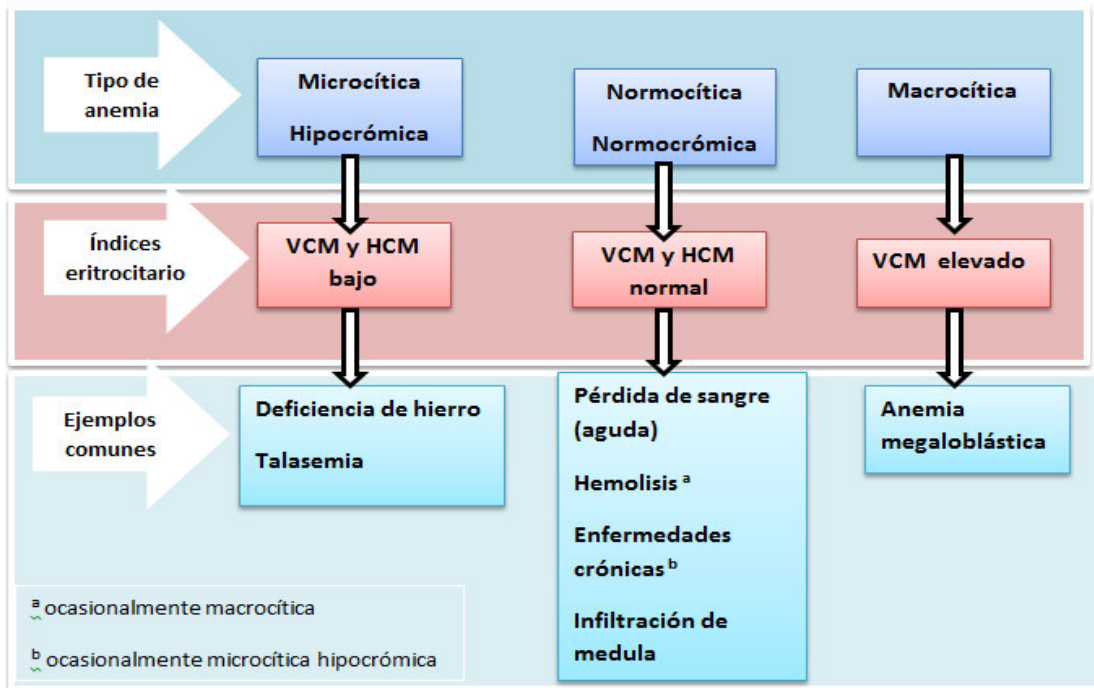 Tipo de
anemia
Microcítica
Hipocrómica
Normocítica
Normocrómica
Macrocítica
Índices
eritrocitario
VCM y HCM
bajo
VCM y HCM
normal
VCM elevado
Ejemplos
comunes
Deficiencia de hierro
Talasemia
Pérdida de sangre
(aguda)
Hemolisis a
Enfermedades
crónicas b
Infiltración de
medula
Anemia
megaloblástica
a ocasionalmente macrocítica
b ocasionalmente microcítica hipocrómica